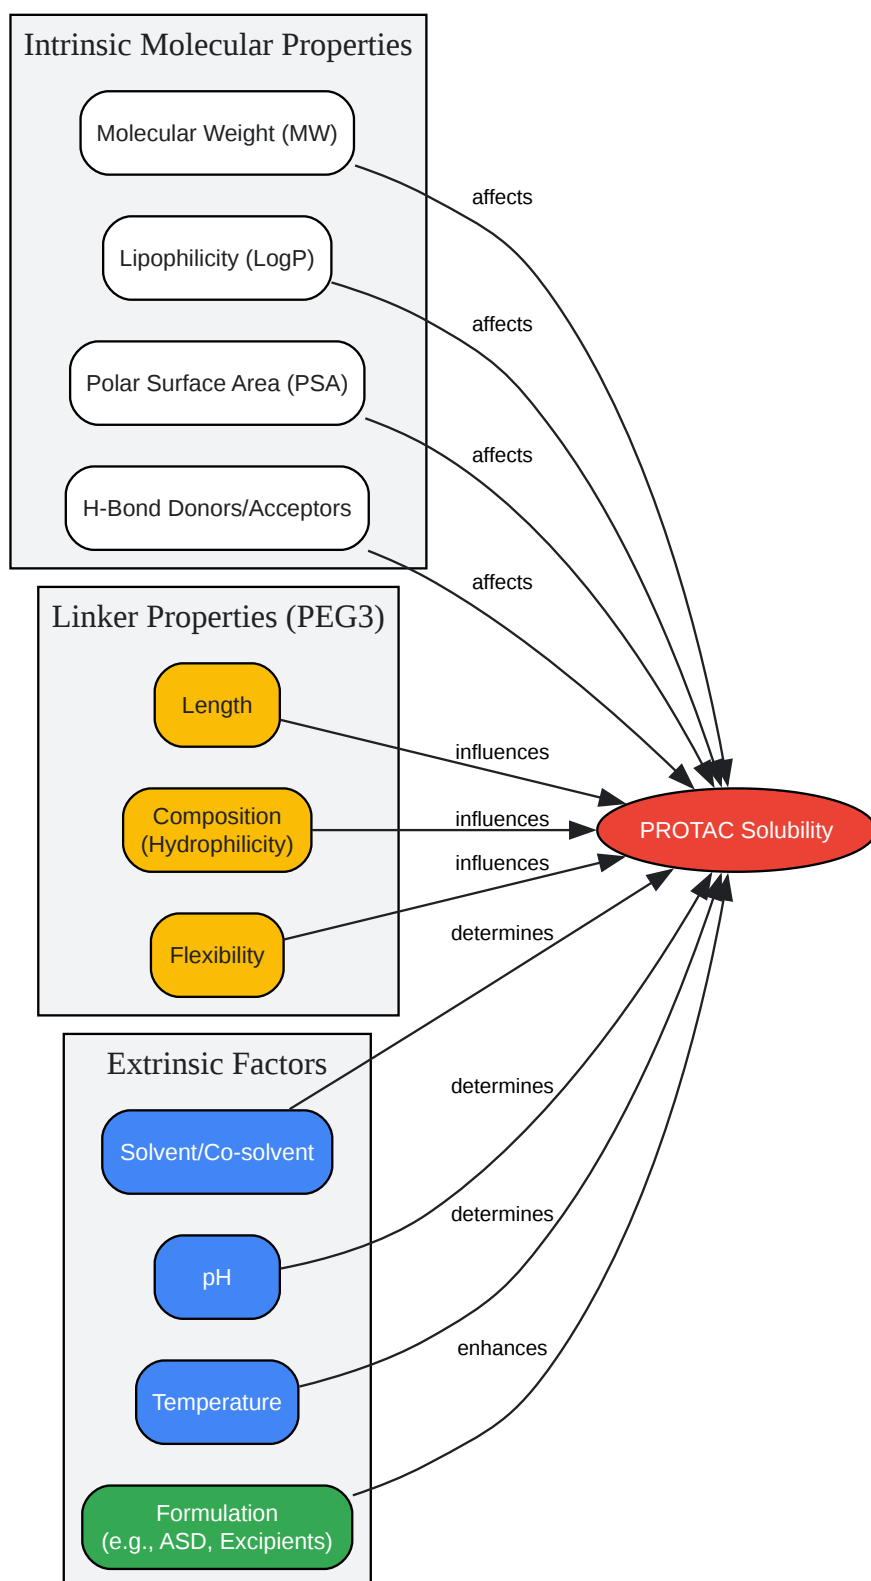 Intrinsic Molecular Properties
Molecular Weight (MW)
affects
Lipophilicity (LogP)
affects
Polar Surface Area (PSA)
affects
H-Bond Donors/Acceptors
affects
Linker Properties (PEG3)
Length
influences
Composition
(Hydrophilicity)
influences
PROTAC Solubility
influences
Flexibility
determines
Extrinsic Factors
Solvent/Co-solvent
determines
pH
determines
Temperature
enhances
Formulation
(e.g., ASD, Excipients)